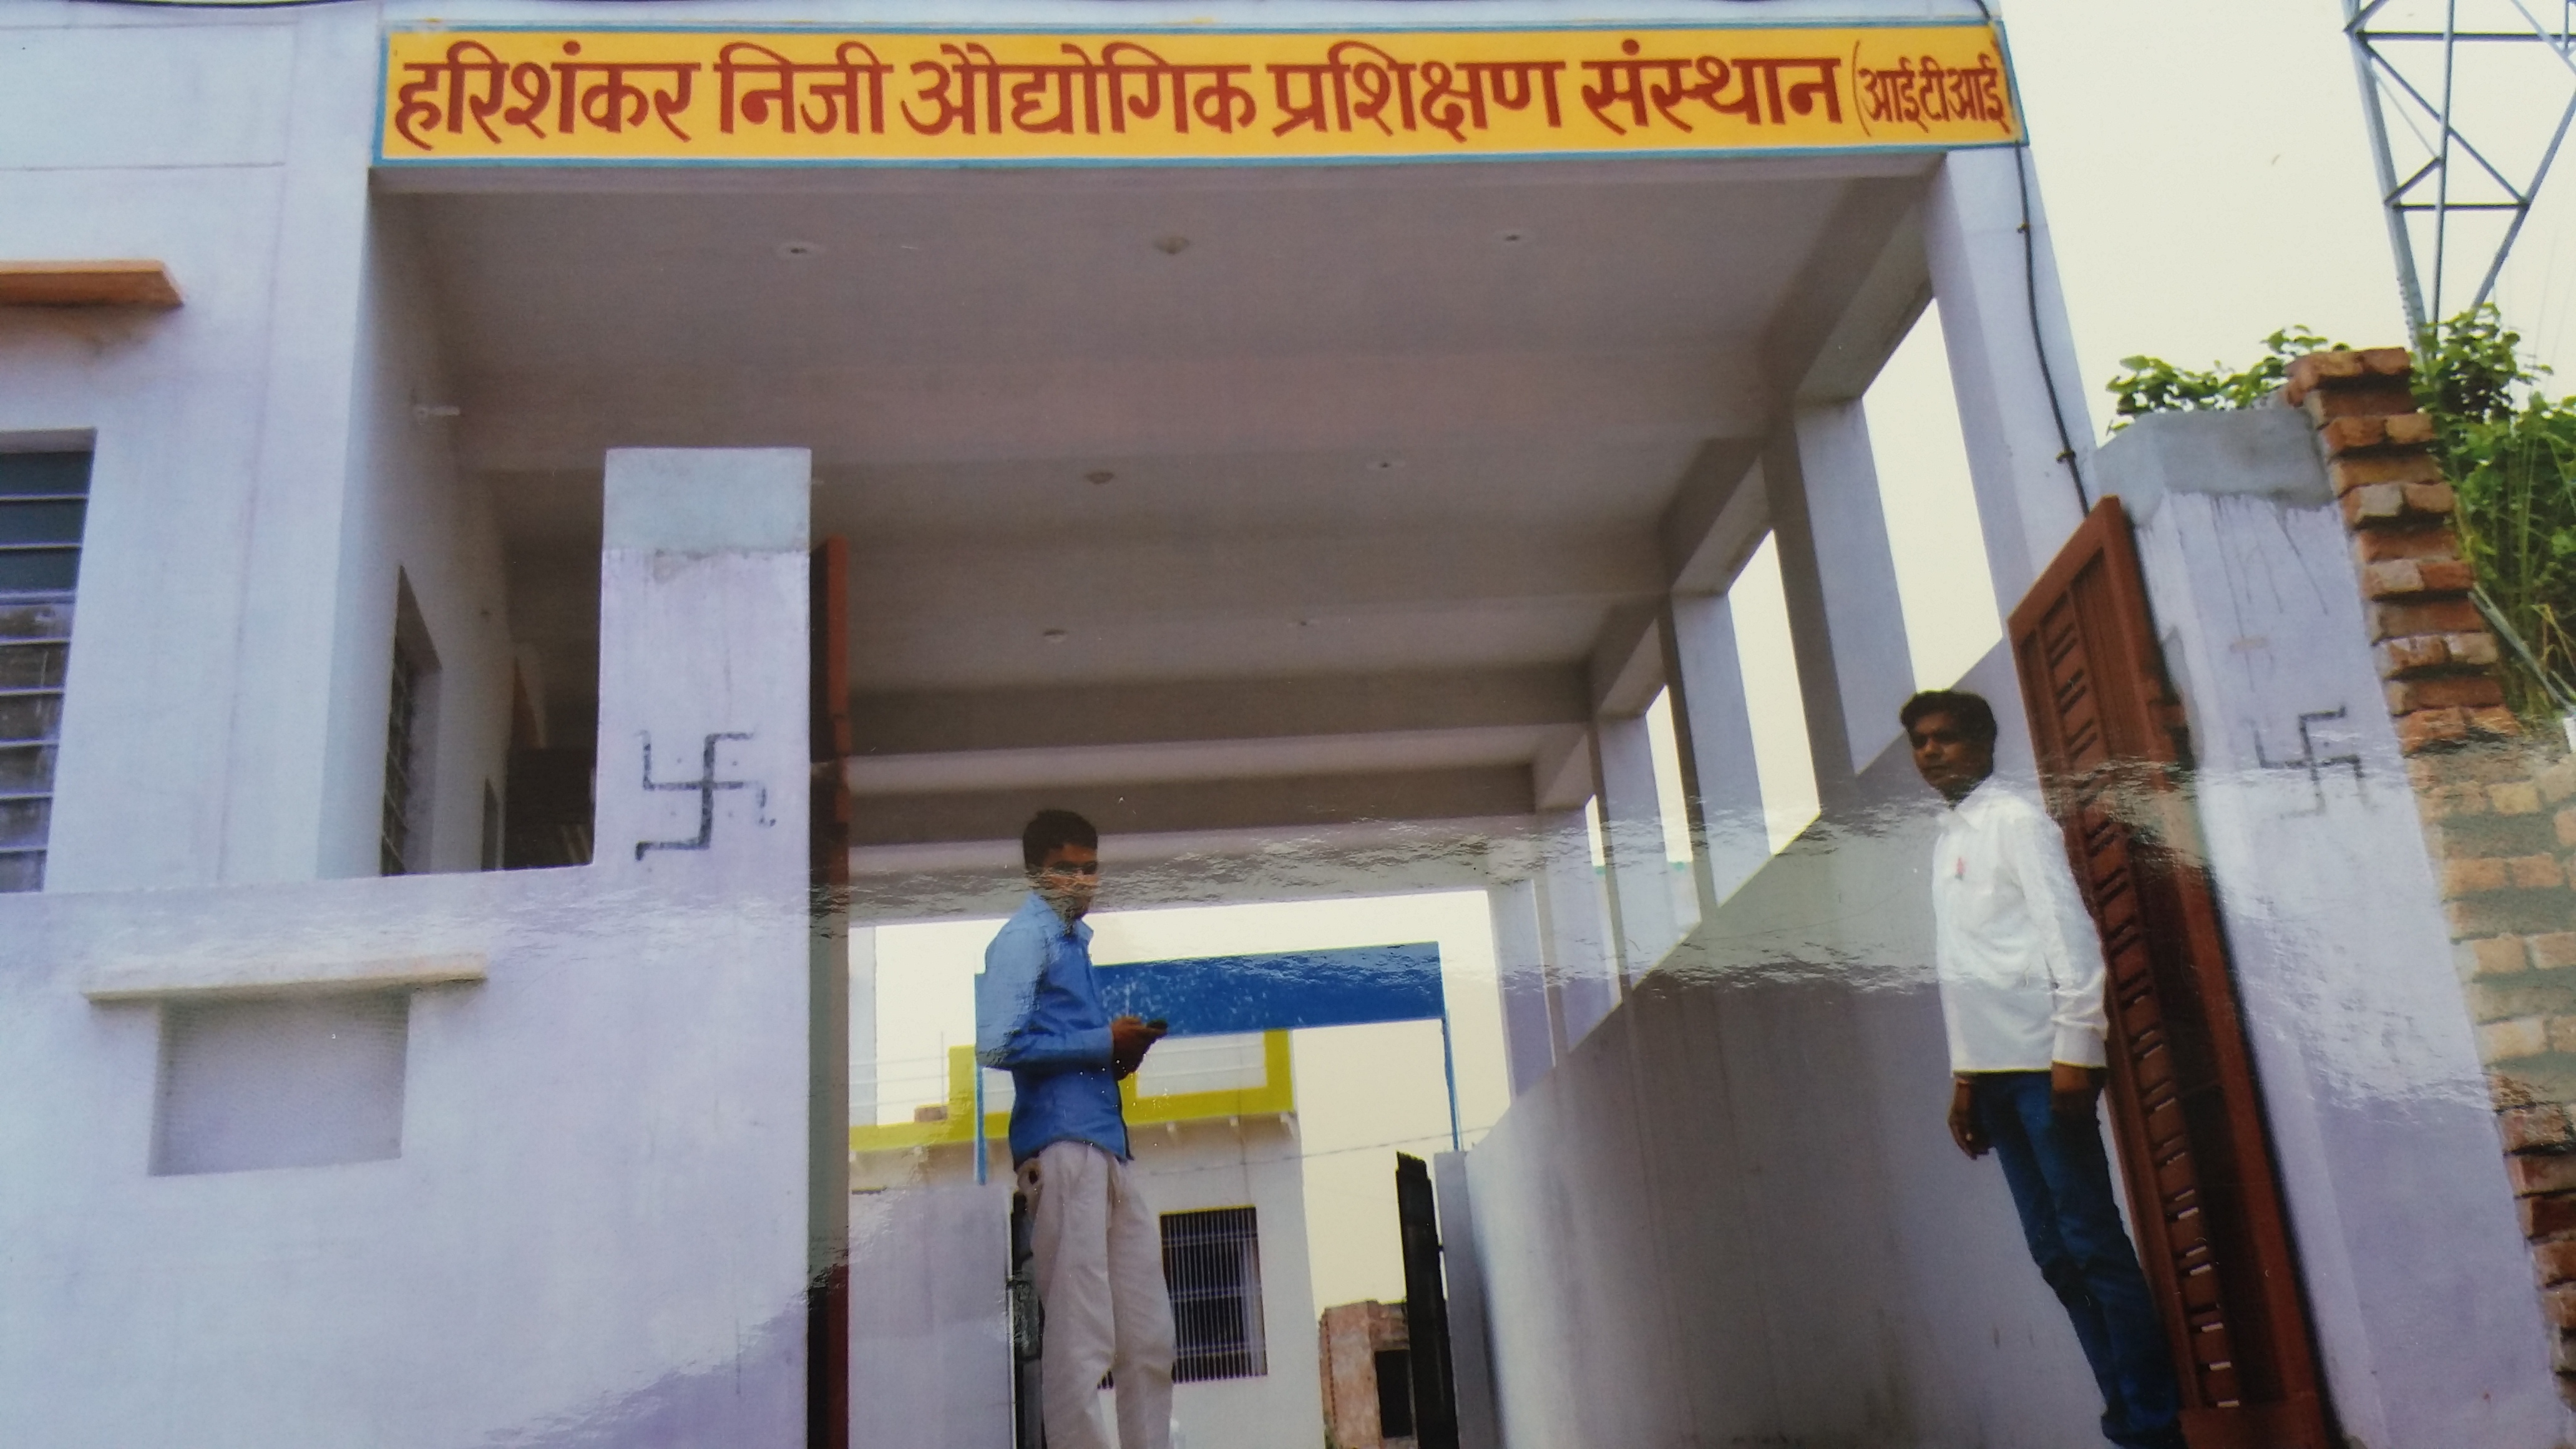 हरिशंकर निजी औद्योगिक प्रशिक्षण संस्थान (आईटीआई)